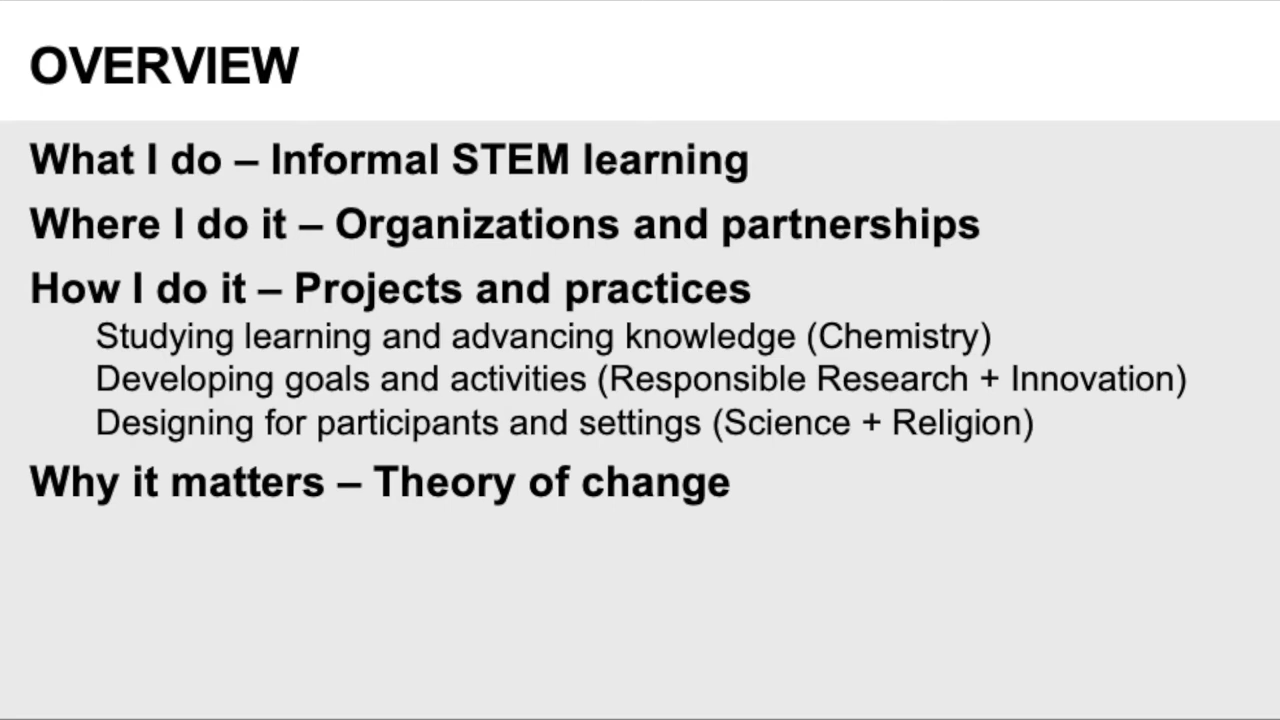 OVERVIEW
What I do – Informal STEM learning
Where I do it – Organizations and partnerships
How I do it – Projects and practices
Studying learning and advancing knowledge (Chemistry)
Developing goals and activities (Responsible Research + Innovation)
Designing for participants and settings (Science + Religion)
Why it matters – Theory of change